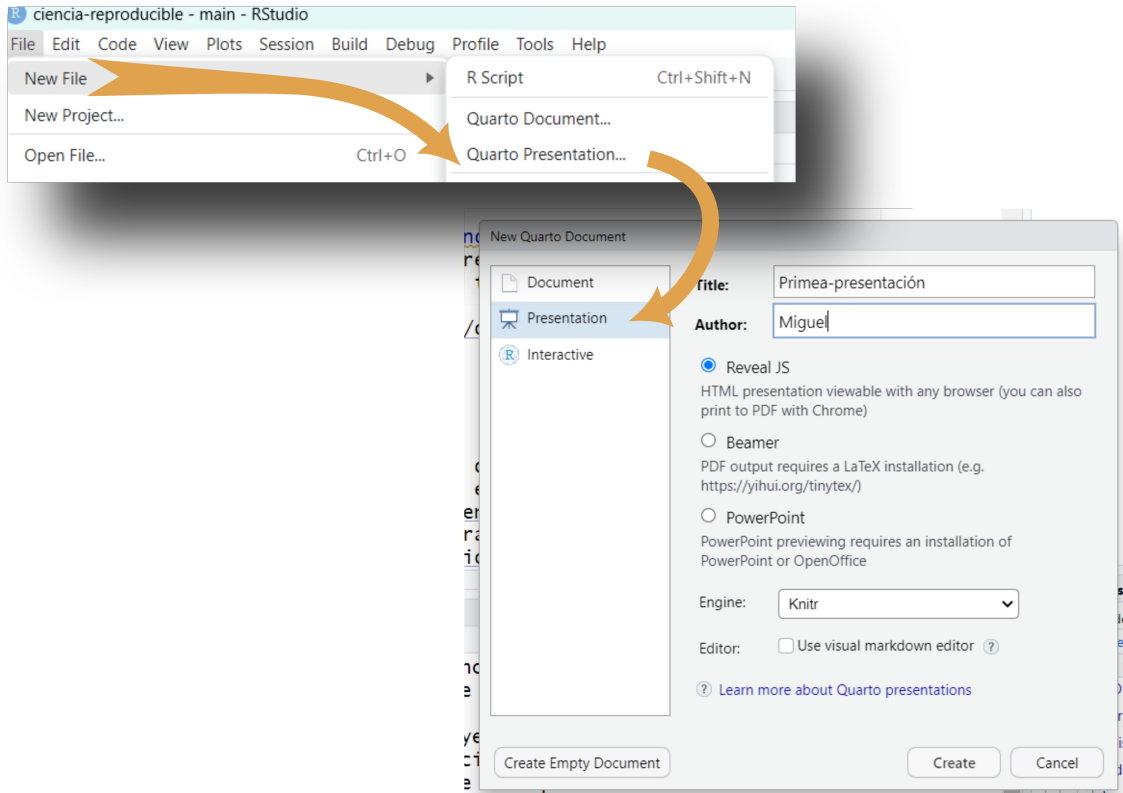 ciencia-reproducible - main - RStudio
File Edit Code View Plots Session Build Debug Profile Tools Help
New File
R Script Ctrl+Shift+N
New Project...
Quarto Document...
Open File... Ctrl+O
Quarto Presentation...
New Quarto Document
Document
Presentation
R Interactive
Title: Primea-presentación
Author: Miguel
Reveal JS
HTML presentation viewable with any browser (you can also
print to PDF with Chrome)
Beamer
PDF output requires a LaTeX installation (e.g.
https://yihui.org/tinytex/)
PowerPoint
PowerPoint previewing requires an installation of
PowerPoint or OpenOffice
Engine: Knitr
Editor: Use visual markdown editor ?
? Learn more about Quarto presentations
Create Empty Document Create Cancel